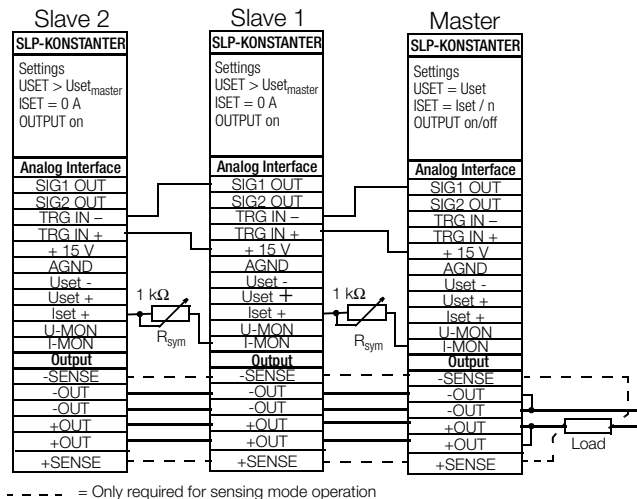 Slave 2
SLP-KONSTANTER
Settings
USET > Usetmaster
ISET = 0 A
OUTPUT on
Analog Interface
SIG1 OUT
SIG2 OUT
TRG IN –
TRG IN +
+ 15 V
AGND
Uset -
Uset +
Iset +
U-MON
I-MON
Output
-SENSE
-OUT
-OUT
+OUT
+OUT
+SENSE
1 kΩ
Rsym
Slave 1
SLP-KONSTANTER
Settings
USET > Usetmaster
ISET = 0 A
OUTPUT on
Analog Interface
SIG1 OUT
SIG2 OUT
TRG IN –
TRG IN +
+ 15 V
AGND
Uset -
Uset +
Iset +
U-MON
I-MON
Output
-SENSE
-OUT
-OUT
+OUT
+OUT
+SENSE
1 kΩ
Rsym
Master
SLP-KONSTANTER
Settings
USET = Uset
ISET = Iset / n
OUTPUT on/off
Analog Interface
SIG1 OUT
SIG2 OUT
TRG IN –
TRG IN +
+ 15 V
AGND
Uset -
Uset +
Iset +
U-MON
I-MON
Output
-SENSE
-OUT
-OUT
+OUT
+OUT
+SENSE
Load
= Only required for sensing mode operation